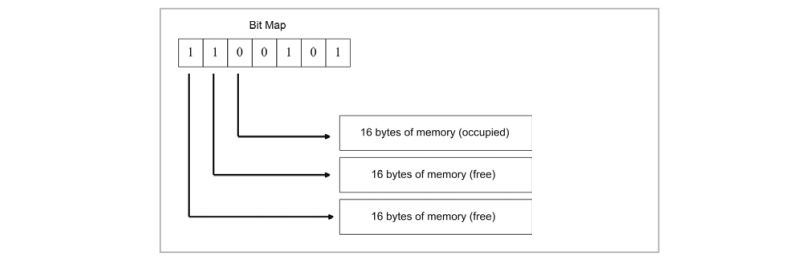 Bit Map
1 1 0 0 1 0 1
16 bytes of memory (occupied)
16 bytes of memory (free)
16 bytes of memory (free)